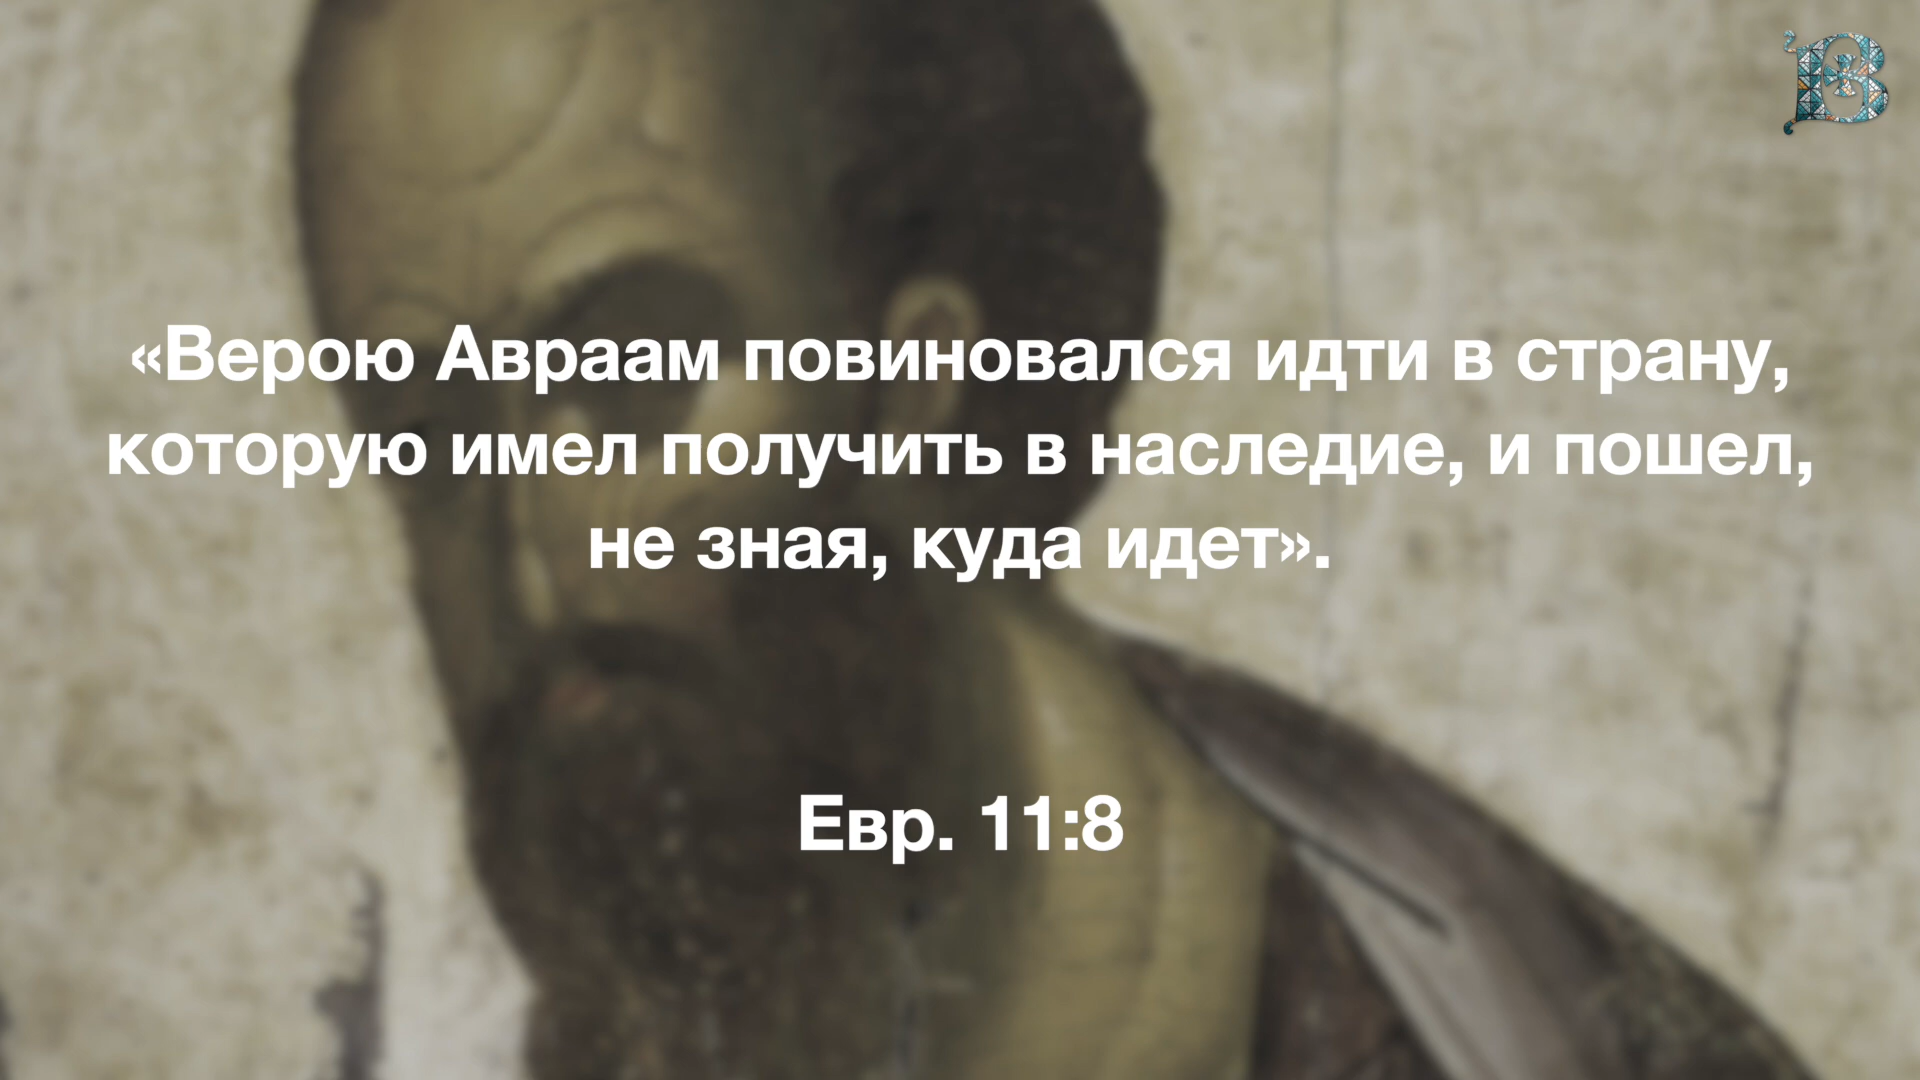 «Верою Авраам повиновался идти в страну,
которую имел получить в наследие, и пошел,
не зная, куда идет».
Евр. 11:8